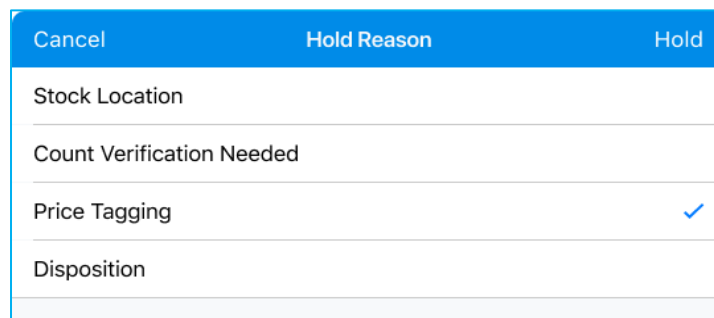 Cancel Hold Reason Hold
Stock Location
Count Verification Needed
Price Tagging
Disposition